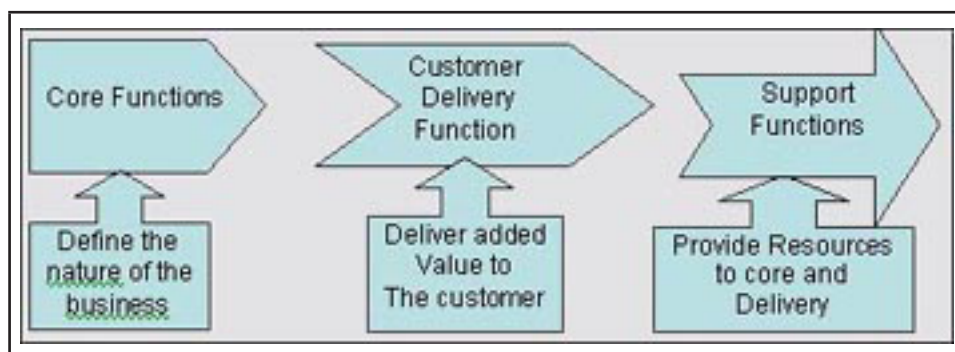 Core Functions
Customer
Delivery
Function
Support
Functions
Define the
nature of the
business
Deliver added
Value to
The customer
Provide Resources
to core and
Delivery